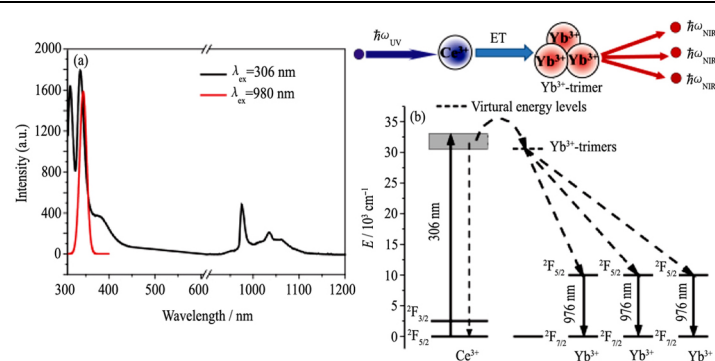 (a)
λex=306 nm
λex=980 nm
Intensity (a.u.)
2000
1600
1200
800
400
0
300 400 500 600 1000 1100 1200
Wavelength / nm
ℏωUV
Ce3+
ET
Yb3+
Yb3+ Yb3+
Yb3+-trimer
ℏωNIR
ℏωNIR
ℏωNIR
(b)
Virtural energy levels
Yb3+-trimers
E / 10³ cm⁻¹
35
30
25
20
15
10
5
0
306 nm
2F3/2
2F5/2
2F5/2 2F5/2 2F5/2
976 nm 976 nm 976 nm
2F7/2 2F7/2 2F7/2
Ce3+ Yb3+ Yb3+ Yb3+